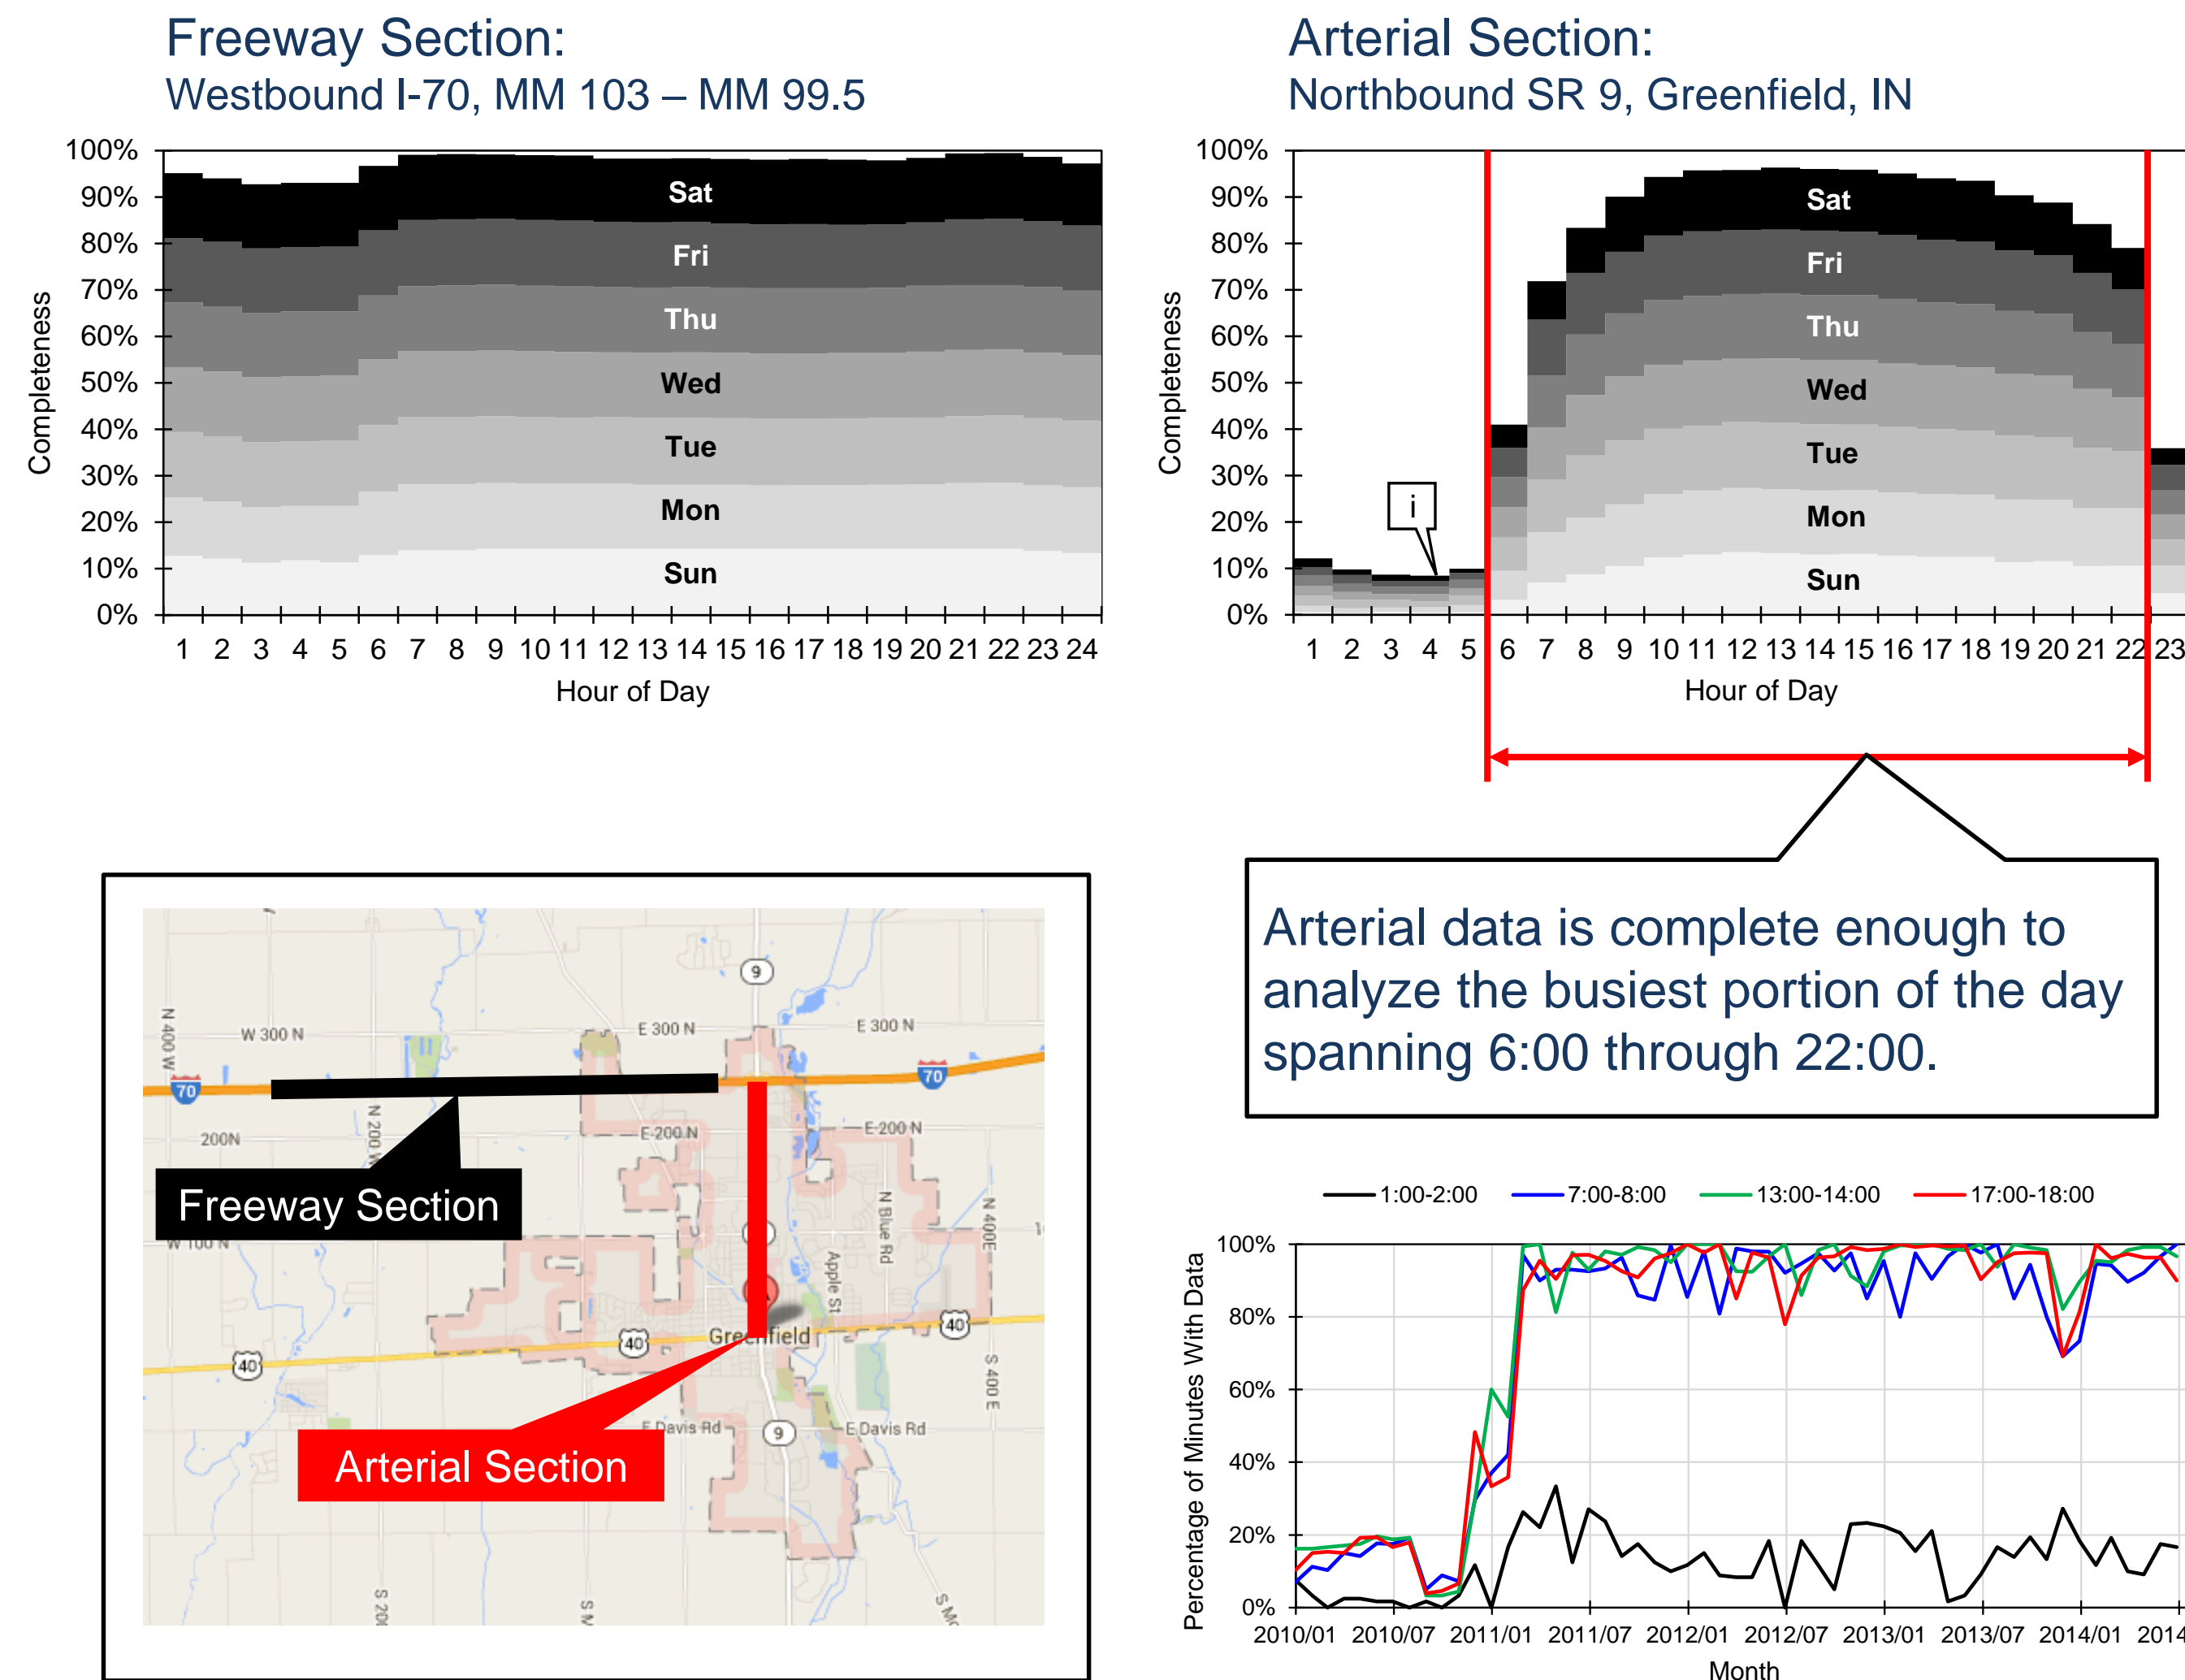 Freeway Section:
Westbound I-70, MM 103 – MM 99.5
100%
90%
80%
70%
60%
50%
40%
30%
20%
10%
0%
Completeness
Sat
Fri
Thu
Wed
Tue
Mon
Sun
1 2 3 4 5 6 7 8 9 10 11 12 13 14 15 16 17 18 19 20 21 22 23 24
Hour of Day
Arterial Section:
Northbound SR 9, Greenfield, IN
100%
90%
80%
70%
60%
50%
40%
30%
20%
10%
0%
Completeness
i
Sat
Fri
Thu
Wed
Tue
Mon
Sun
1 2 3 4 5 6 7 8 9 10 11 12 13 14 15 16 17 18 19 20 21 22 23
Hour of Day
Arterial data is complete enough to
analyze the busiest portion of the day
spanning 6:00 through 22:00.
9
N 400 W
W 300 N
E 300 N
E 300 N
70
70
N 200 W
200N
E 200 N
E 200 N
Freeway Section
W 100 N
N Blue Rd
N 400E
Apple St
Greenfield
40
40
40
S 400 E
E Davis Rd
9
E Davis Rd
Arterial Section
S 200
1:00-2:00 7:00-8:00 13:00-14:00 17:00-18:00
100%
80%
60%
40%
20%
0%
Percentage of Minutes With Data
2010/01 2010/07 2011/01 2011/07 2012/01 2012/07 2013/01 2013/07 2014/01 2014
Month